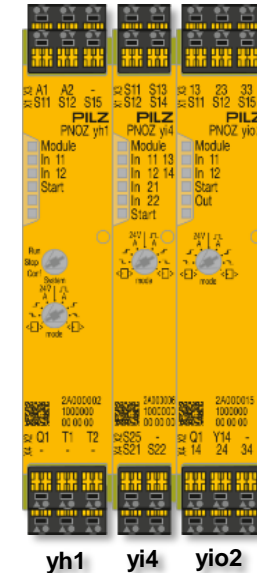 A1 A2 -
S11 S12 S15
PILZ
PNOZ yh1
Module
In 11
In 12
Start
Run
Stop
Conf
System
24V
A A
mode
2A000002
1000000
00 00 00
Q1 T1 T2
- - -
S11 S13
S12 S14
PILZ
PNOZ yi4
Module
In 11 13
In 12 14
In 21
In 22
Start
24V
A A
mode
2A000006
1000000
00 00 00
S25 -
S21 S22
13 23 33
S11 S12 S15
PILZ
PNOZ yio
Module
In 11
In 12
Start
Out
24V
A A
mode
2A000015
1000000
00 00 00
Q1 Y14 -
14 24 34
yh1 yi4 yio2